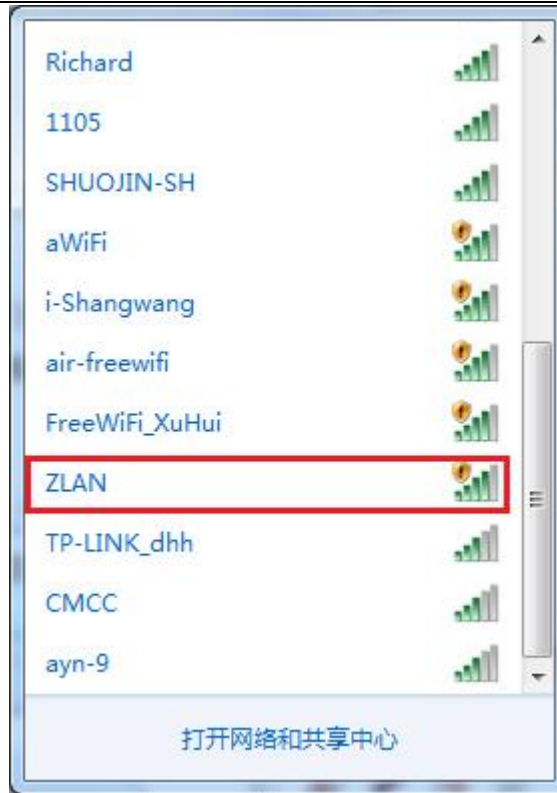 Richard
1105
SHUOJIN-SH
aWiFi
i-Shangwang
air-freewifi
FreeWiFi_XuHui
ZLAN
TP-LINK_dhh
CMCC
ayn-9
打开网络和共享中心